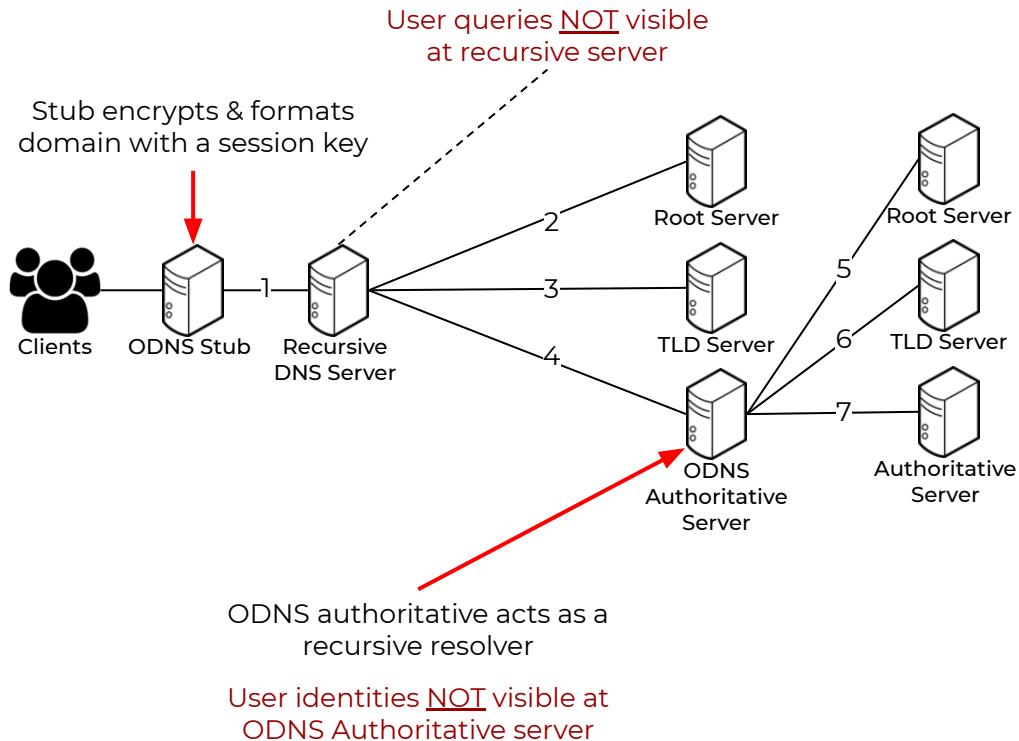 User queries NOT visible
at recursive server
Stub encrypts & formats
domain with a session key
Clients
ODNS Stub
1
Recursive
DNS Server
2
3
4
Root Server
TLD Server
ODNS
Authoritative
Server
5
6
7
Root Server
TLD Server
Authoritative
Server
ODNS authoritative acts as a
recursive resolver
User identities NOT visible at
ODNS Authoritative server